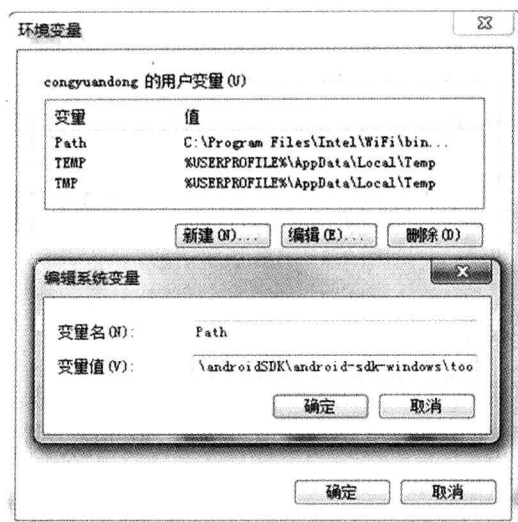 环境变量
congyuandong 的用户变量(U)
变量 值
Path C:\Program Files\Intel\WiFi\bin...
TEMP %USERPROFILE%\AppData\Local\Temp
TMP %USERPROFILE%\AppData\Local\Temp
新建(N)... 编辑(E)... 删除(D)
编辑系统变量
变量名(N): Path
变量值(V): \androidSDK\android-sdk-windows\too
确定 取消
确定 取消